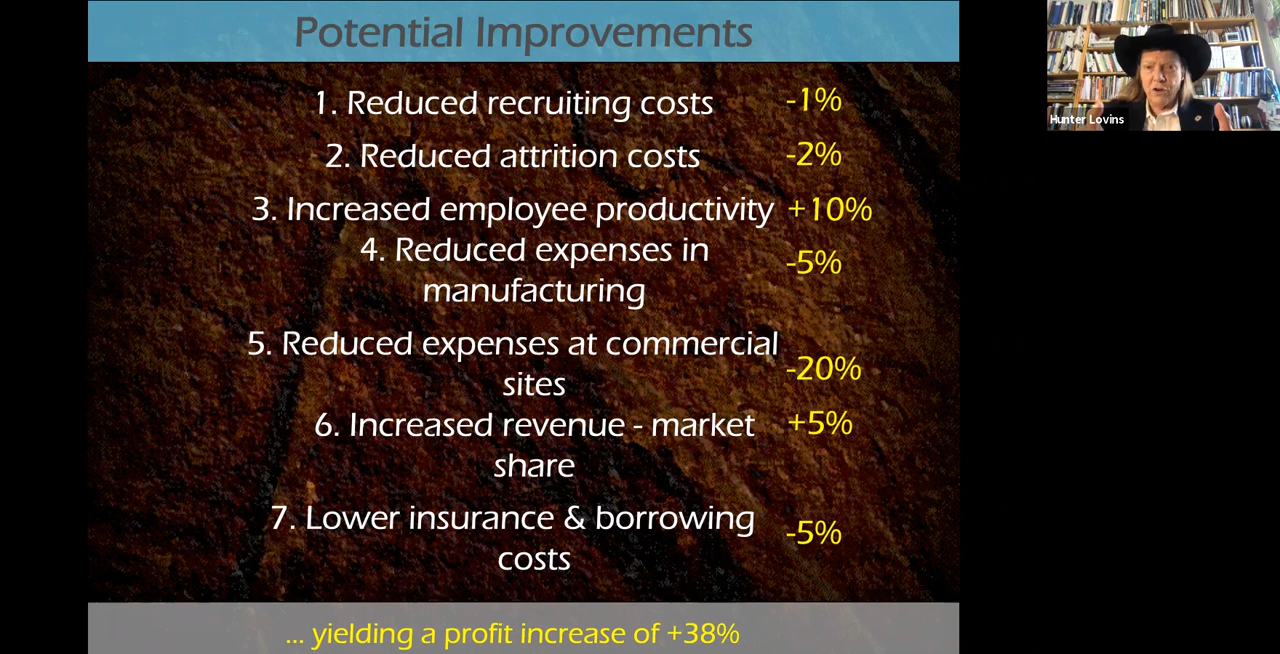 Potential Improvements
1. Reduced recruiting costs -1%
2. Reduced attrition costs -2%
3. Increased employee productivity +10%
4. Reduced expenses in
manufacturing -5%
5. Reduced expenses at commercial
sites -20%
6. Increased revenue - market +5%
share
7. Lower insurance & borrowing
costs -5%
... yielding a profit increase of +38%
Hunter Lovins